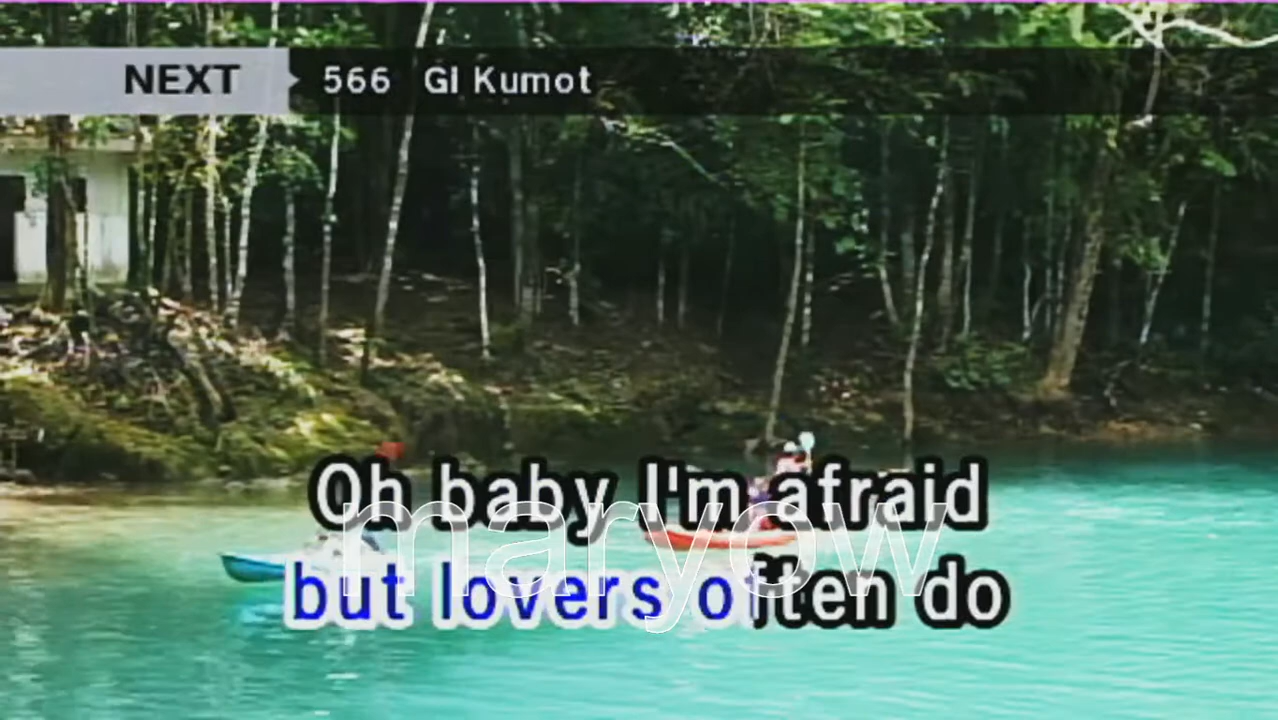 NEXT 566 GI Kumot
Oh baby I'm afraid
maryow
but lovers often do